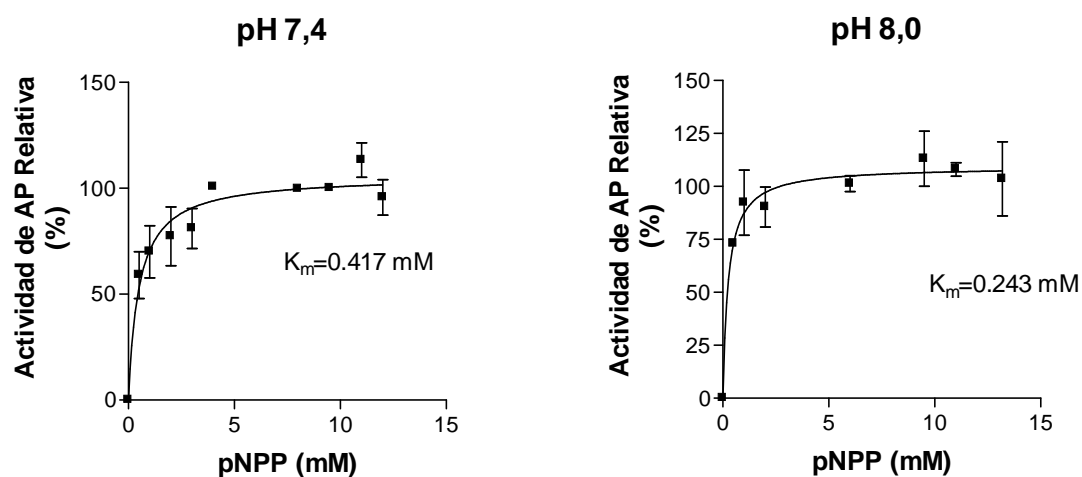 pH 7,4
Actividad de AP Relativa
(%)
150
100
50
0
K_m=0.417 mM
0
5
10
15
pNPP (mM)
pH 8,0
Actividad de AP Relativa
(%)
150
125
100
75
50
25
0
K_m=0.243 mM
0
5
10
15
pNPP (mM)